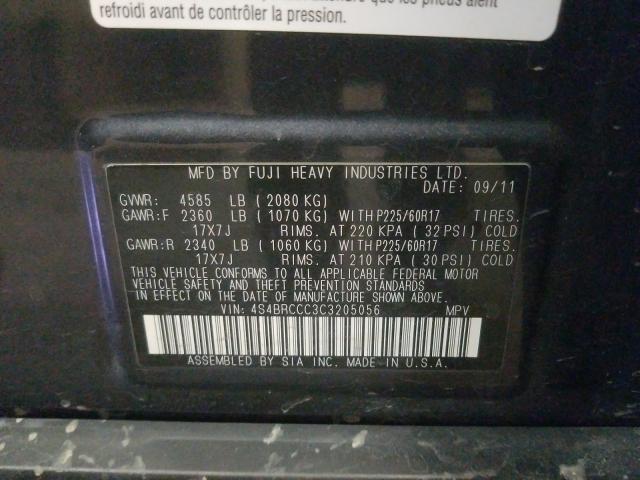 refroidi avant de contrôler la pression.
MFD BY FUJI HEAVY INDUSTRIES LTD.
DATE: 09/11
GVWR: 4585 LB ( 2080 KG)
GAWR:F 2360 LB ( 1070 KG) WITH P225/60R17 TIRES.
17X7J RIMS. AT 220 KPA ( 32 PSI) COLD
GAWR:R 2340 LB ( 1060 KG) WITH P225/60R17 TIRES.
17X7J RIMS. AT 210 KPA ( 30 PSI) COLD
THIS VEHICLE CONFORMS TO ALL APPLICABLE FEDERAL MOTOR
VEHICLE SAFETY AND THEFT PREVENTION STANDARDS
IN EFFECT ON THE DATE OF MANUFACTURE SHOWN ABOVE.
VIN: 4S4BRCCC3C3205056 MPV
ASSEMBLED BY SIA INC. MADE IN U.S.A.